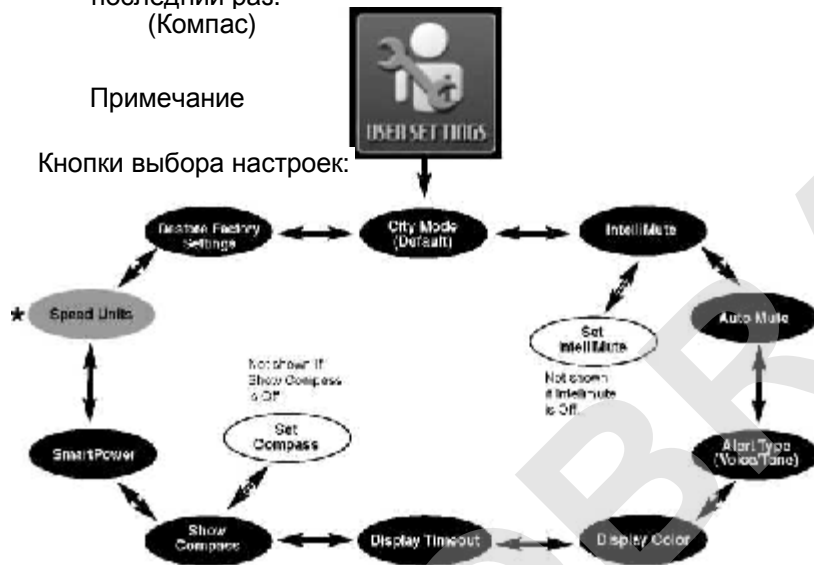 последний раз.
(Компас)
Примечание
USER SETTINGS
Кнопки выбора настроек:
Restore Factory
Settings
City Mode
(Default)
IntelliMute
* Speed Units
Set
IntelliMute
Auto Mute
Not shown if
Show Compass
is Off.
Not shown
if Intellimute
is Off.
Set
Compass
SmartPower
Alert Type
(Voice/Tone)
Show
Compass
Display Timeout
Display Color